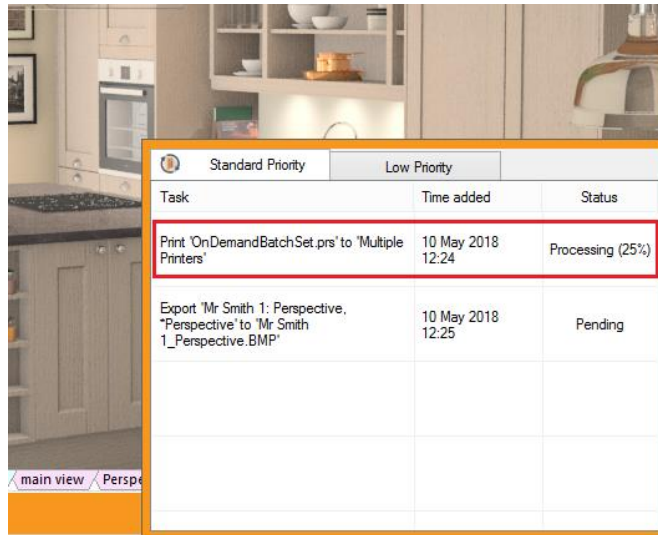 Standard Priority
Low Priority
Task
Time added
Status
Print 'OnDemandBatchSet.prs' to 'Multiple
Printers'
10 May 2018
12:24
Processing (25%)
Export 'Mr Smith 1: Perspective,
"Perspective' to 'Mr Smith
1_Perspective.BMP'
10 May 2018
12:25
Pending
main view
Perspe